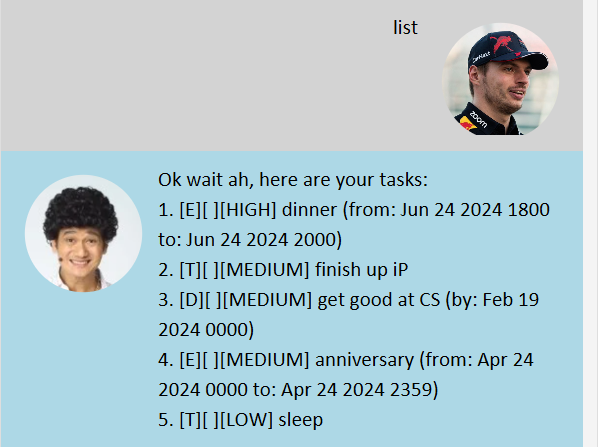 list
zoom
Ok wait ah, here are your tasks:
1. [E][ ][HIGH] dinner (from: Jun 24 2024 1800
to: Jun 24 2024 2000)
2. [T][ ][MEDIUM] finish up iP
3. [D][ ][MEDIUM] get good at CS (by: Feb 19
2024 0000)
4. [E][ ][MEDIUM] anniversary (from: Apr 24
2024 0000 to: Apr 24 2024 2359)
5. [T][ ][LOW] sleep